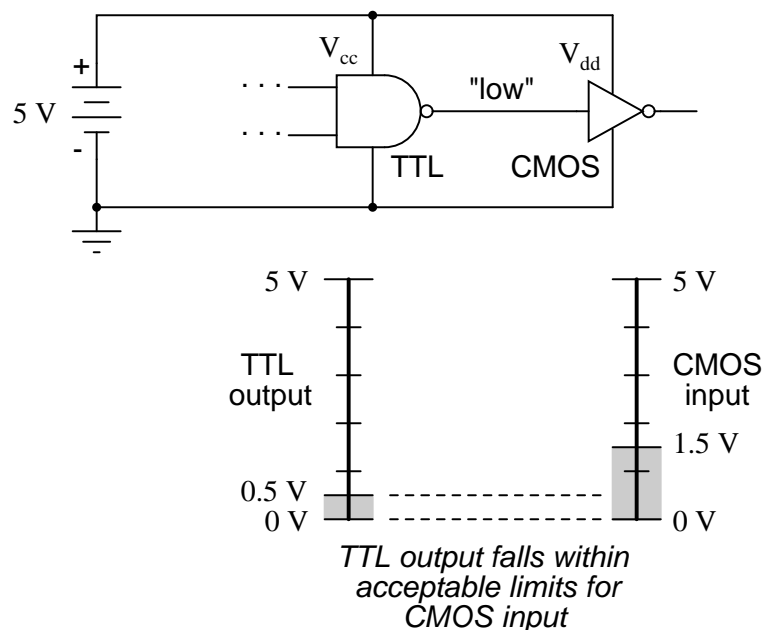 +
5 V
-
Vcc
. . .
. . .
TTL
"low"
Vdd
CMOS
5 V
TTL
output
0.5 V
0 V
5 V
CMOS
input
1.5 V
0 V
TTL output falls within
acceptable limits for
CMOS input